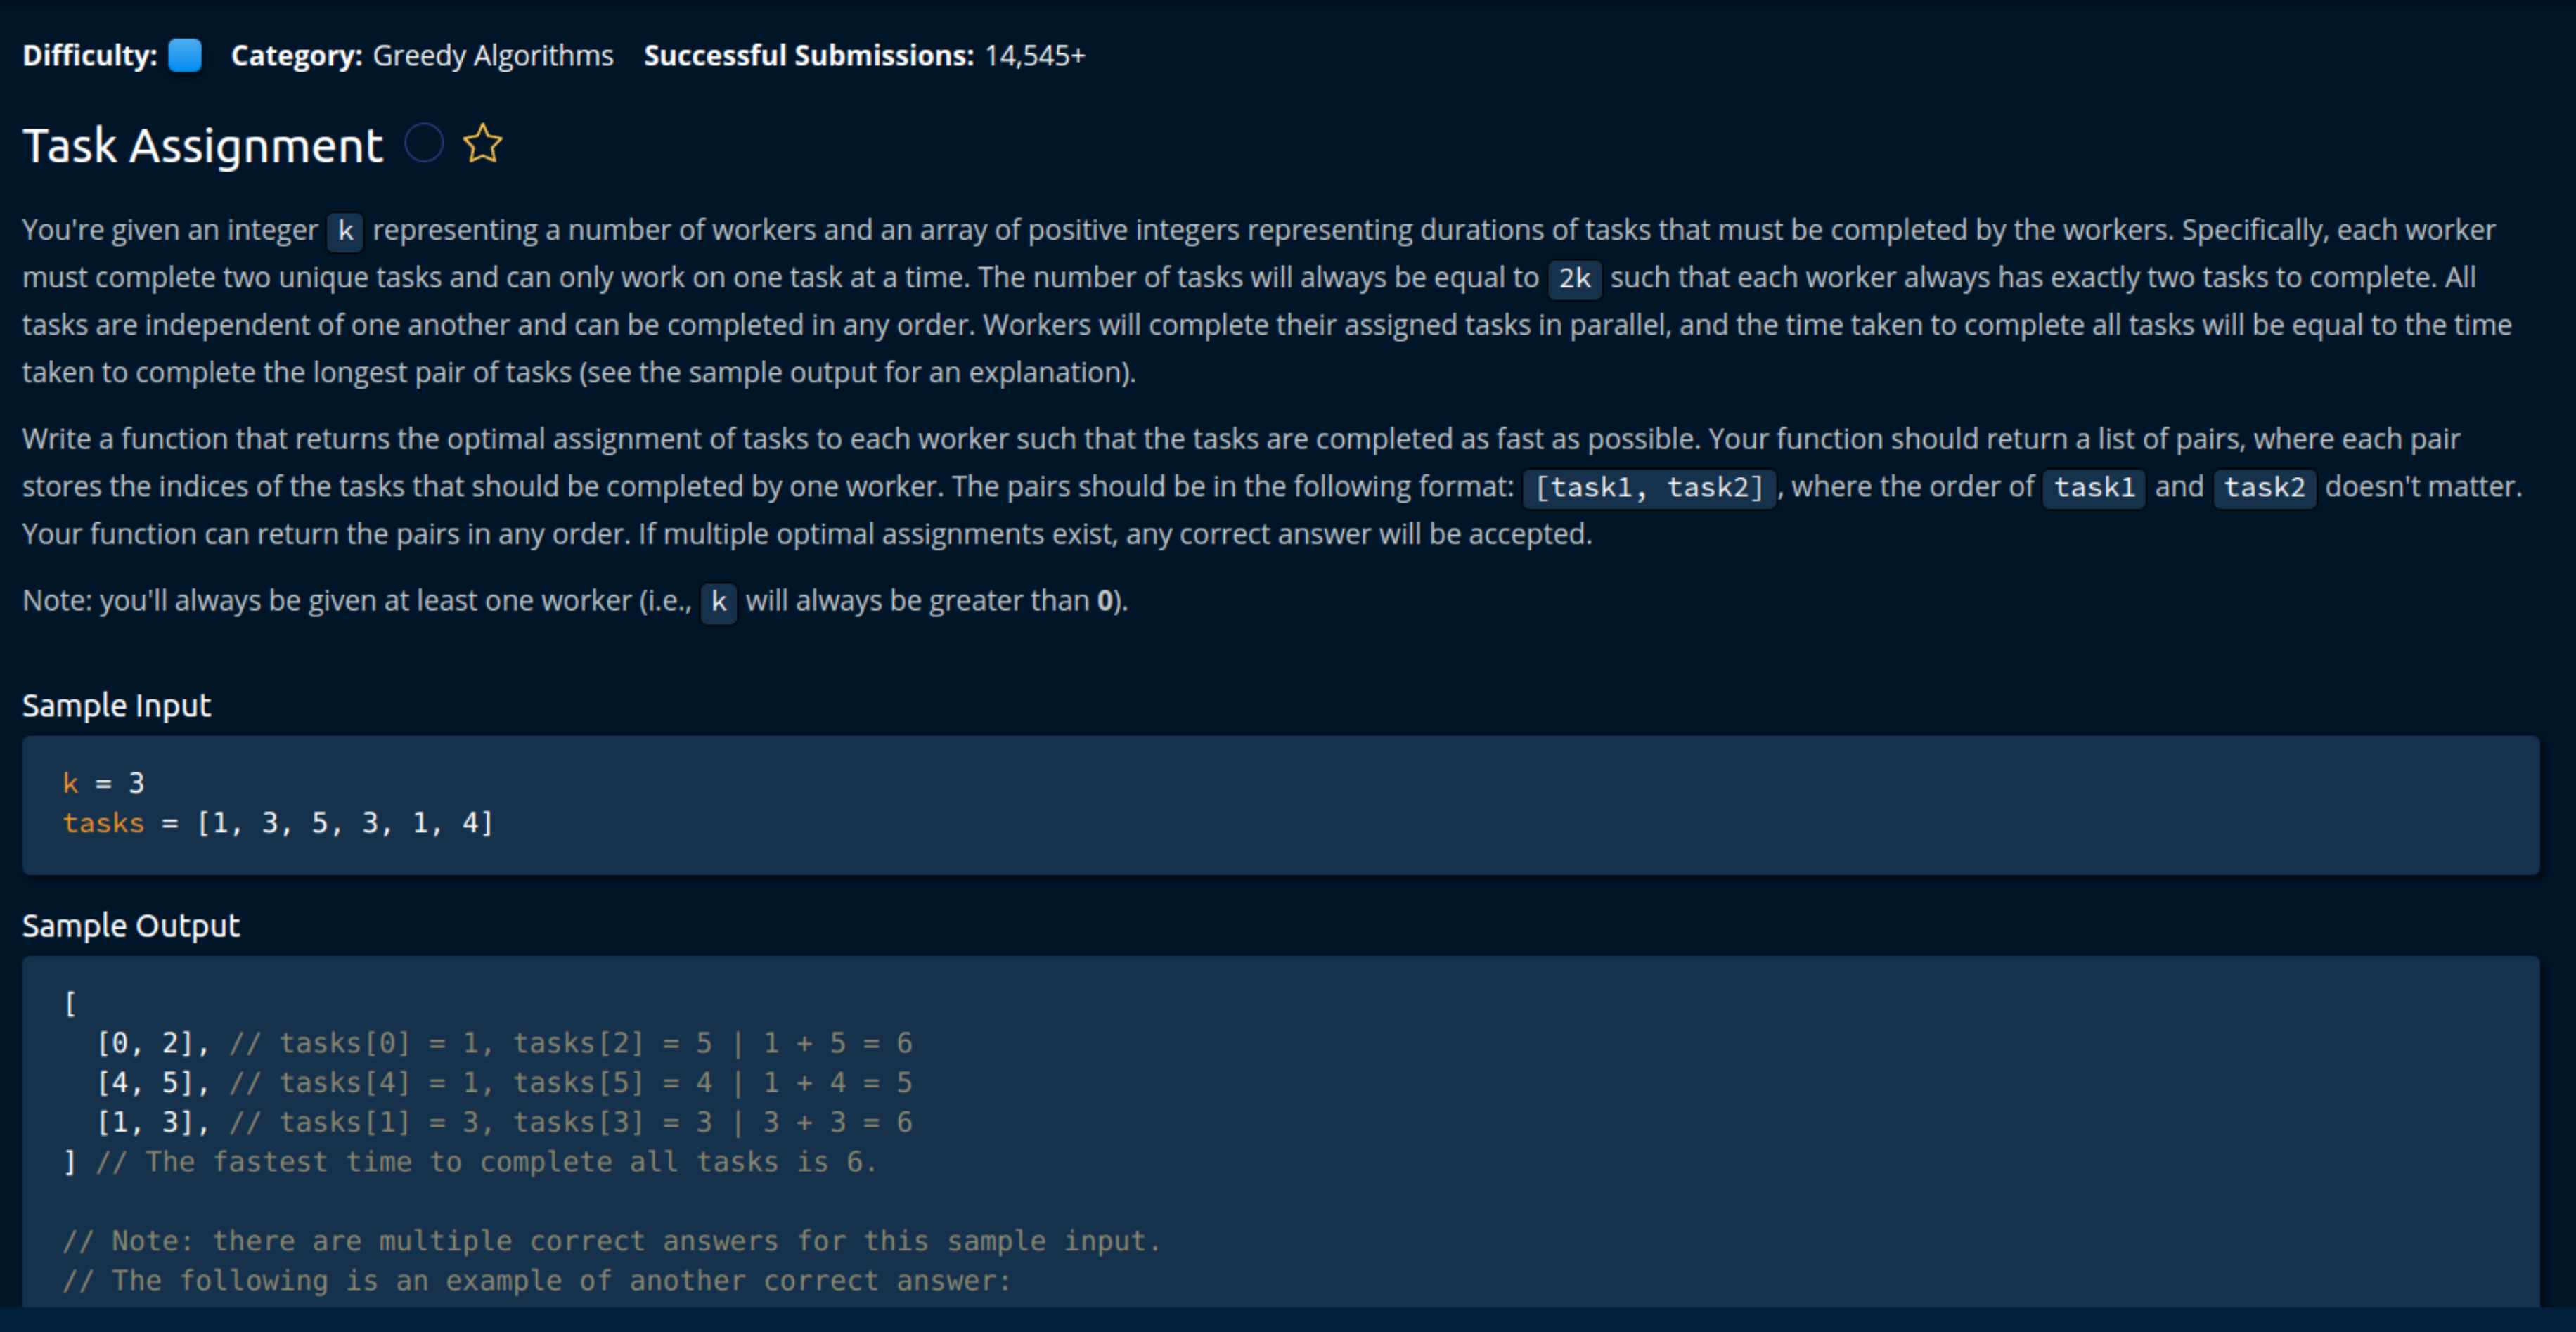 Difficulty: Category: Greedy Algorithms Successful Submissions: 14,545+
Task Assignment
You're given an integer k representing a number of workers and an array of positive integers representing durations of tasks that must be completed by the workers. Specifically, each worker
must complete two unique tasks and can only work on one task at a time. The number of tasks will always be equal to 2k such that each worker always has exactly two tasks to complete. All
tasks are independent of one another and can be completed in any order. Workers will complete their assigned tasks in parallel, and the time taken to complete all tasks will be equal to the time
taken to complete the longest pair of tasks (see the sample output for an explanation).
Write a function that returns the optimal assignment of tasks to each worker such that the tasks are completed as fast as possible. Your function should return a list of pairs, where each pair
stores the indices of the tasks that should be completed by one worker. The pairs should be in the following format: [task1, task2], where the order of task1 and task2 doesn't matter.
Your function can return the pairs in any order. If multiple optimal assignments exist, any correct answer will be accepted.
Note: you'll always be given at least one worker (i.e., k will always be greater than 0).
Sample Input
k = 3
tasks = [1, 3, 5, 3, 1, 4]
Sample Output
[
[0, 2], // tasks[0] = 1, tasks[2] = 5 | 1 + 5 = 6
[4, 5], // tasks[4] = 1, tasks[5] = 4 | 1 + 4 = 5
[1, 3], // tasks[1] = 3, tasks[3] = 3 | 3 + 3 = 6
] // The fastest time to complete all tasks is 6.
// Note: there are multiple correct answers for this sample input.
// The following is an example of another correct answer: